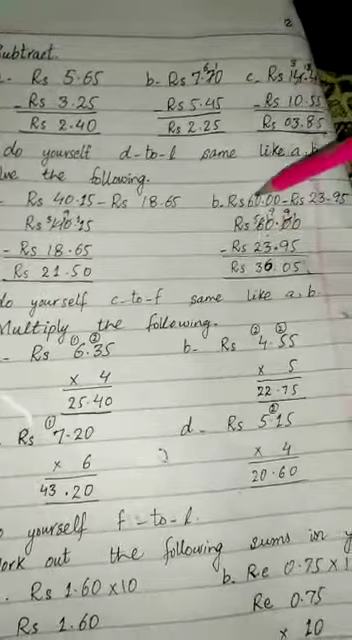 2
Subtract.
Rs 5.65 b. Rs 7.70 c. Rs 14.4
- Rs 3.25 - Rs 5.45 - Rs 10.55
Rs 2.40 Rs 2.25 Rs 03.85
do yourself d-to-l same like a, b
the following.
Rs 40.15 - Rs 18.65 b. Rs 60.00 - Rs 23.95
Rs 40.15 Rs 60.00
- Rs 18.65 - Rs 23.95
Rs 21.50 Rs 36.05
do yourself c-to-f same like a, b.
Multiply the following.
Rs 6.35 b. Rs 4.55
x 4 x 5
25.40 22.75
Rs 7.20 d. Rs 5.15
x 6 x 4
43.20 20.60
yourself f-to-l.
work out the following sums in y
Rs 1.60 x 10 b. Re 0.75 x 1
Rs 1.60 Re 0.75
x 10